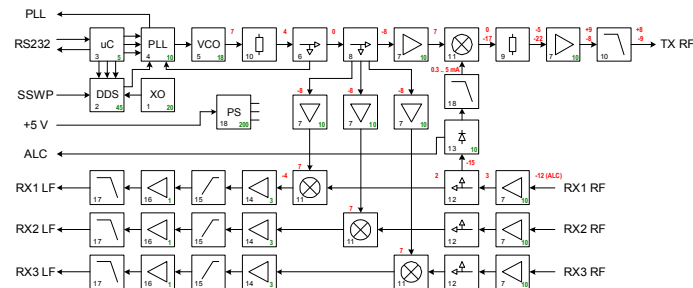 PLL
7 4 0 -8 7 0 -5 +9 +8
-17 -22 -8 -9
RS232 uC PLL VCO TX RF
3 5 4 10 5 18 10 6 8 7 10 11 9 7 10 10
0.3 .. 5 mA
SSWP DDS XO -8 -8 -8
2 45 1 20 PS 7 10 7 10 7 10 18
+5 V 18 200
ALC 13 10
-15
7
RX1 LF -4 2 3 -12 (ALC) RX1 RF
17 16 1 15 14 3 11 12 7 10
7
RX2 LF RX2 RF
17 16 1 15 14 3 11 12 7 10
7
RX3 LF RX3 RF
17 16 1 15 14 3 11 12 7 10